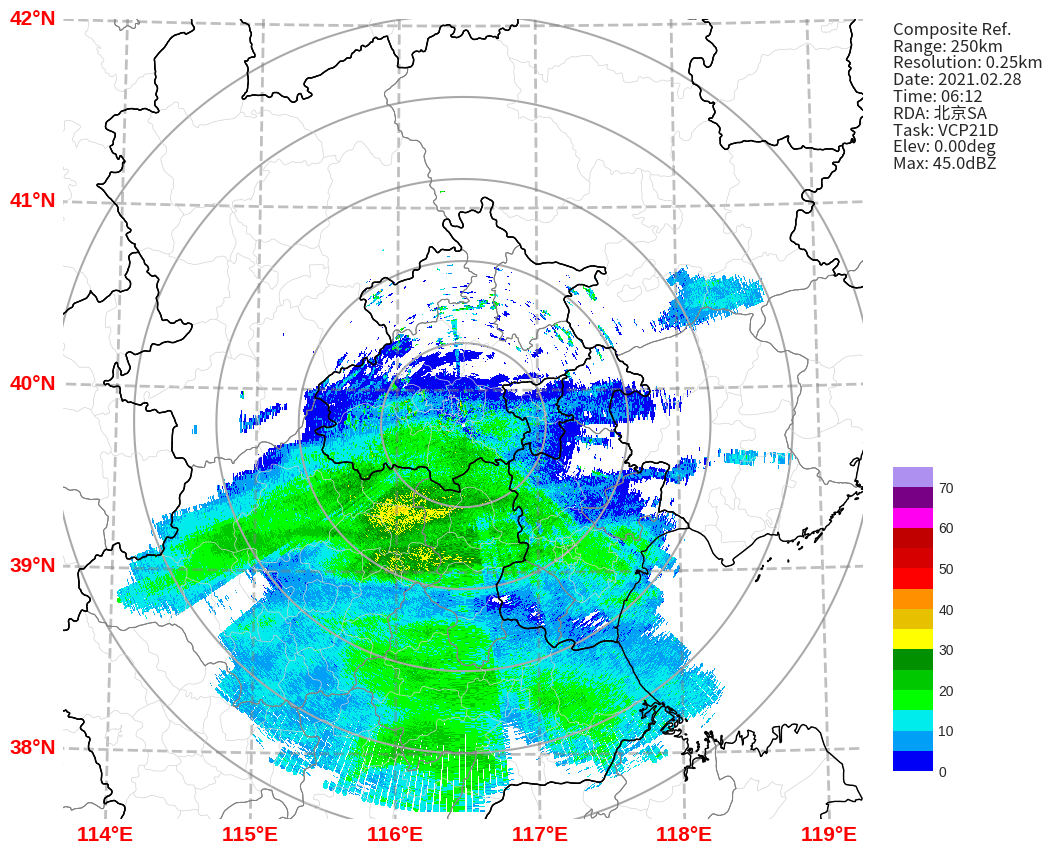 42°N
41°N
40°N
39°N
38°N
114°E
115°E
116°E
117°E
118°E
119°E
Composite Ref.
Range: 250km
Resolution: 0.25km
Date: 2021.02.28
Time: 06:12
RDA: 北京SA
Task: VCP21D
Elev: 0.00deg
Max: 45.0dBZ
70
60
50
40
30
20
10
0